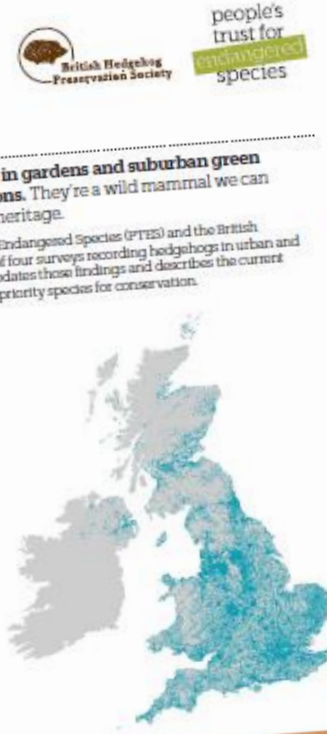 British Hedgehog
Preservation Society
people's
trust for
endangered
species
in gardens and suburban green
ons. They're a wild mammal we can
heritage.
Endangered Species (PTES) and the British
f four surveys recording hedgehogs in urban and
dates those findings and describes the current
priority species for conservation.